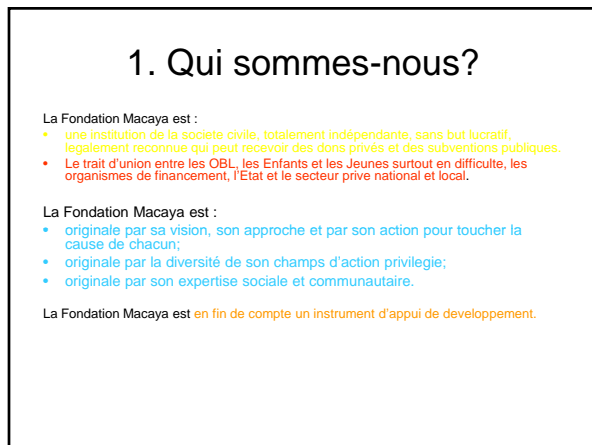 1. Qui sommes-nous?
La Fondation Macaya est :
• une institution de la societe civile, totalement indépendante, sans but lucratif,
legalement reconnue qui peut recevoir des dons privés et des subventions publiques.
• Le trait d'union entre les OBL, les Enfants et les Jeunes surtout en difficulte, les
organismes de financement, l'Etat et le secteur prive national et local.
La Fondation Macaya est :
• originale par sa vision, son approche et par son action pour toucher la
cause de chacun;
• originale par la diversité de son champs d'action privilegie;
• originale par son expertise sociale et communautaire.
La Fondation Macaya est en fin de compte un instrument d'appui de developpement.